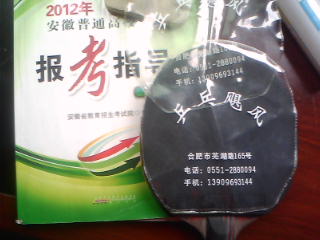 2012年
安徽普通高
报考指导
安徽省教育招生考试院
电话：0551-2880094
手机：13909693144
乒乓飓风
合肥市芜湖路165号
电话：0551-2880094
手机：13909693144